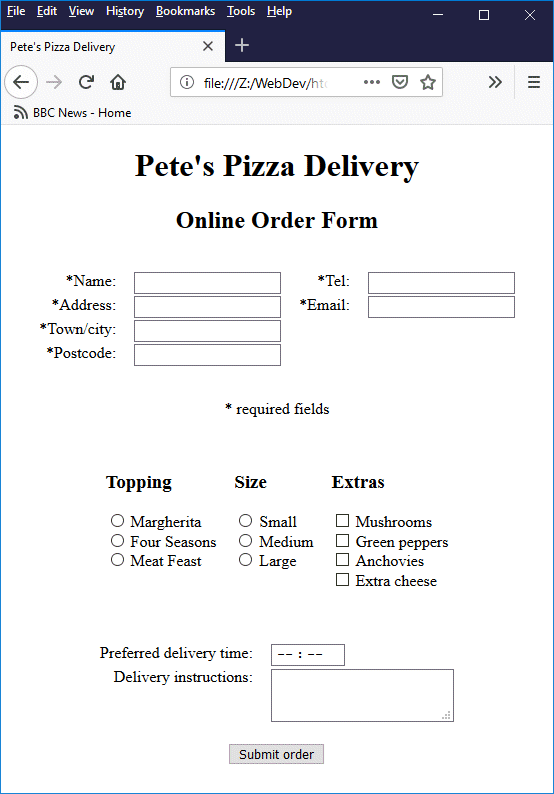 File Edit View History Bookmarks Tools Help
Pete's Pizza Delivery
file:///Z:/WebDev/htm
BBC News - Home
Pete's Pizza Delivery
Online Order Form
*Name: *Tel:
*Address: *Email:
*Town/city:
*Postcode:
* required fields
Topping Size Extras
Margherita Small Mushrooms
Four Seasons Medium Green peppers
Meat Feast Large Anchovies
Extra cheese
Preferred delivery time: -- : --
Delivery instructions:
Submit order